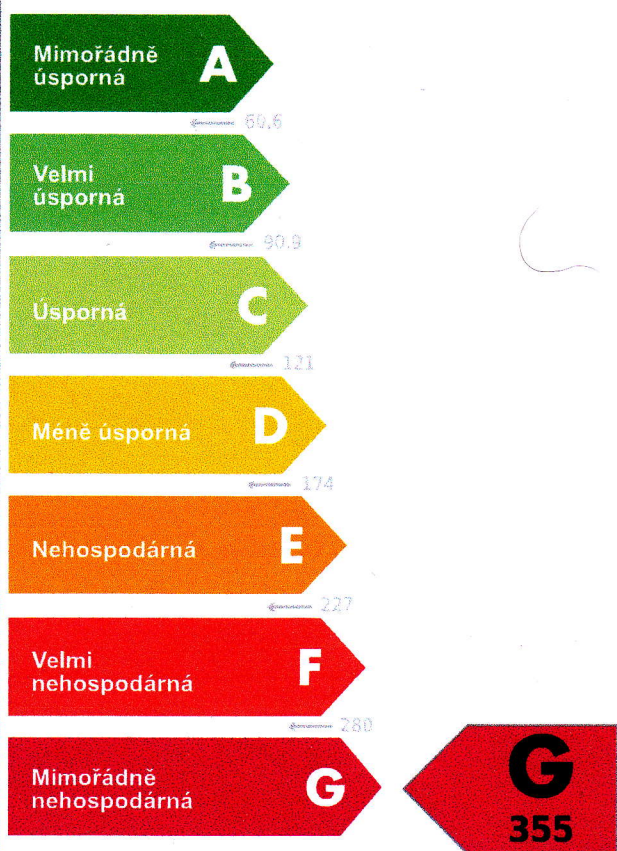 Mimořádně
úsporná
A
60.6
Velmi
úsporná
B
90.9
Úsporná
C
121
Méně úsporná
D
174
Nehospodárná
E
227
Velmi
nehospodárná
F
280
Mimořádně
nehospodárná
G
G
355